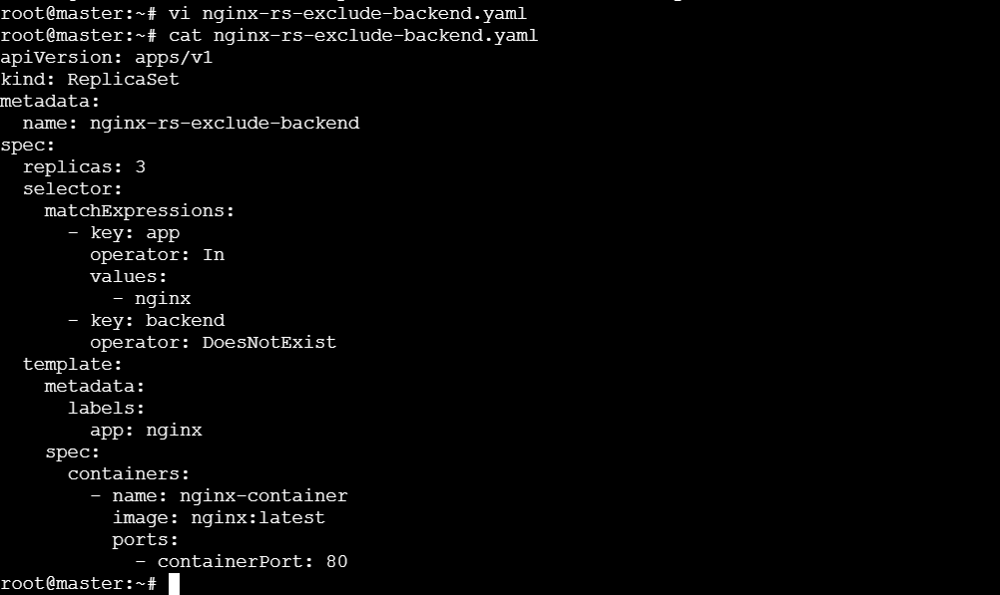 root@master:~# vi nginx-rs-exclude-backend.yaml
root@master:~# cat nginx-rs-exclude-backend.yaml
apiVersion: apps/v1
kind: ReplicaSet
metadata:
  name: nginx-rs-exclude-backend
spec:
  replicas: 3
  selector:
    matchExpressions:
      - key: app
        operator: In
        values:
          - nginx
      - key: backend
        operator: DoesNotExist
  template:
    metadata:
      labels:
        app: nginx
    spec:
      containers:
        - name: nginx-container
          image: nginx:latest
          ports:
            - containerPort: 80
root@master:~#